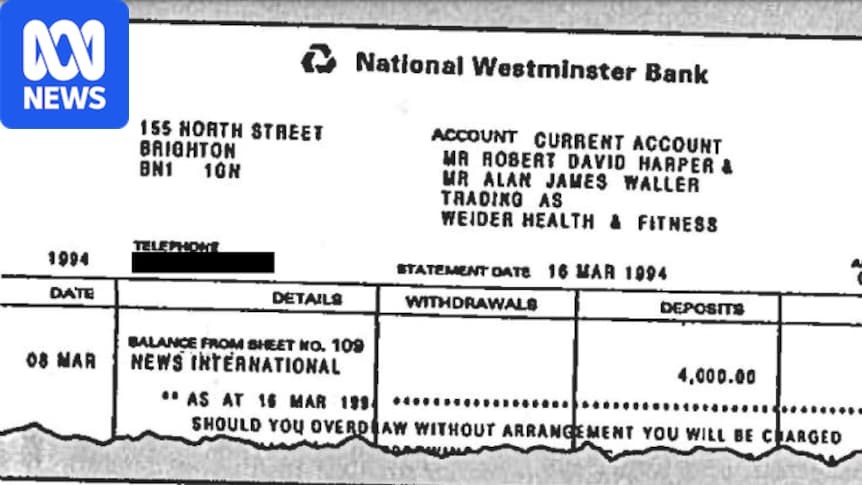 NEWS
National Westminster Bank
155 NORTH STREET
BRIGHTON
BN1 1GN
ACCOUNT CURRENT ACCOUNT
MR ROBERT DAVID HARPER &
MR ALAN JAMES WALLER
TRADING AS
WEIDER HEALTH & FITNESS
TELEPHONE
1994
STATEMENT DATE 16 MAR 1994
DATE DETAILS WITHDRAWALS DEPOSITS
BALANCE FROM SHEET NO. 109
08 MAR NEWS INTERNATIONAL 4,000.00
** AS AT 16 MAR 199
SHOULD YOU OVERDRAW WITHOUT ARRANGEMENT YOU WILL BE CHARGED